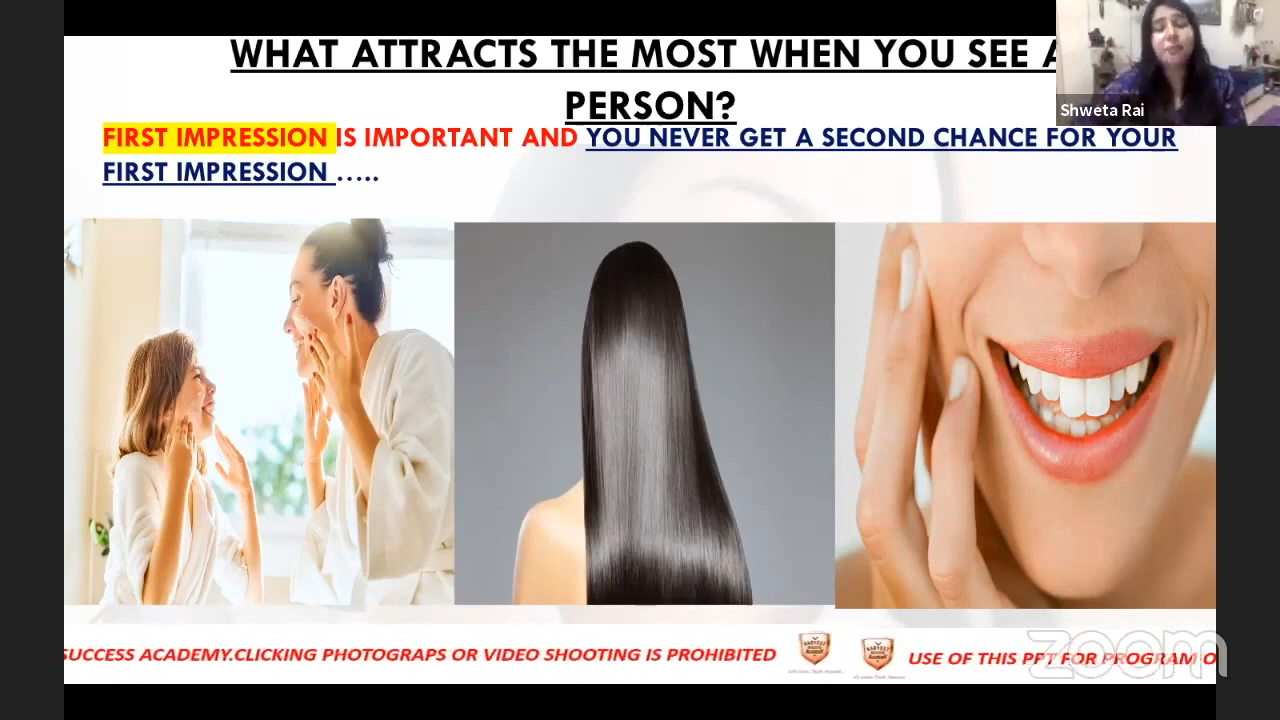 WHAT ATTRACTS THE MOST WHEN YOU SEE A
PERSON?
FIRST IMPRESSION IS IMPORTANT AND YOU NEVER GET A SECOND CHANCE FOR YOUR
FIRST IMPRESSION …..
Shweta Rai
SUCCESS ACADEMY.CLICKING PHOTOGRAPS OR VIDEO SHOOTING IS PROHIBITED
USE OF THIS PPT FOR PROGRAM O
zoom